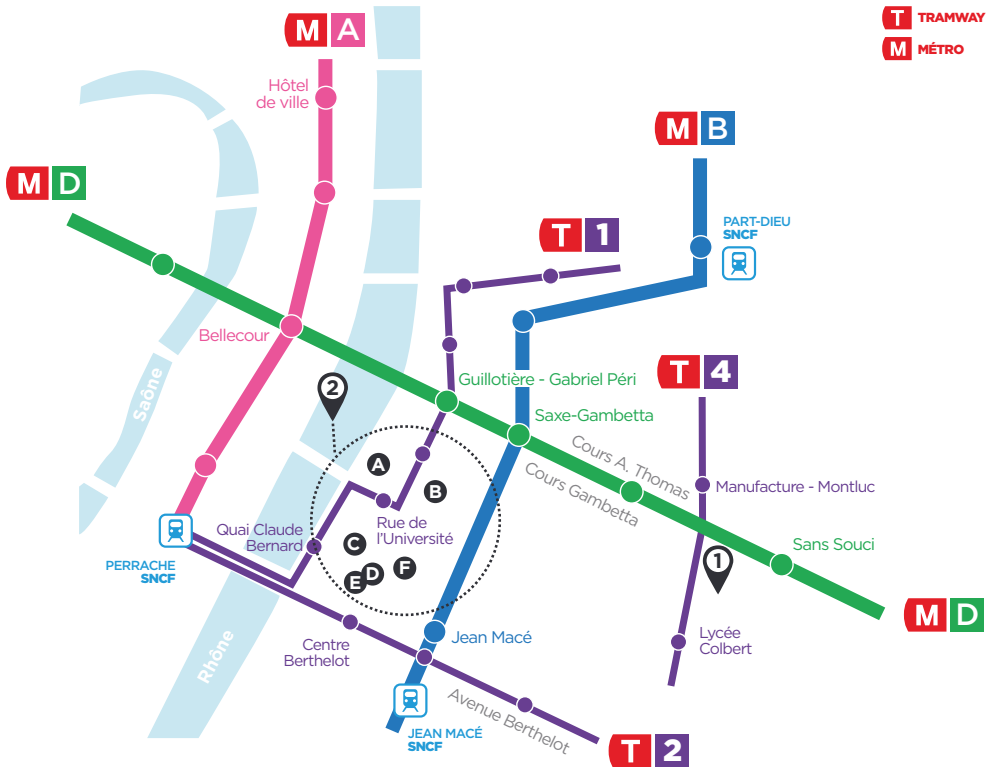 T TRAMWAY
M MÉTRO
M A
Hôtel
de ville
M B
M D
PART-DIEU
SNCF
T 1
Bellecour
Saône
T 4
Guillotière - Gabriel Péri
2
Saxe-Gambetta
Cours A. Thomas
Cours Gambetta
A
B
Manufacture - Montluc
Quai Claude
Bernard
Rue de
l'Université
C
D
E
F
Sans Souci
1
PERRACHE
SNCF
M D
Rhône
Centre
Berthelot
Jean Macé
Lycée
Colbert
Avenue Berthelot
JEAN MACÉ
SNCF
T 2